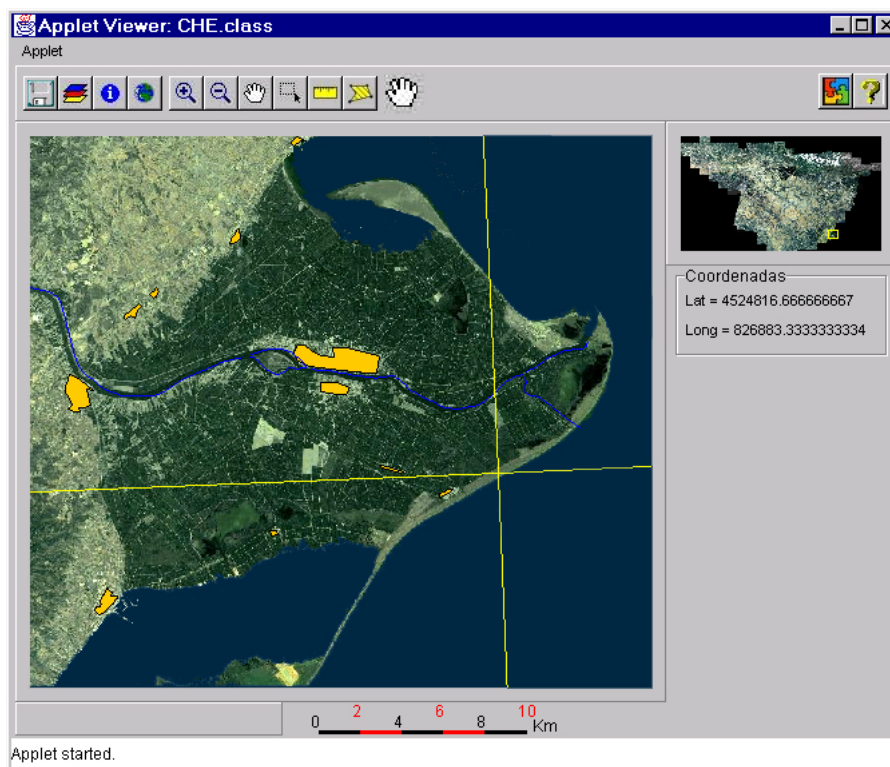 Applet Viewer: CHE.class
Applet
Coordenadas
Lat = 4524816.666666667
Long = 826883.3333333334
0 2 4 6 8 10 Km
Applet started.